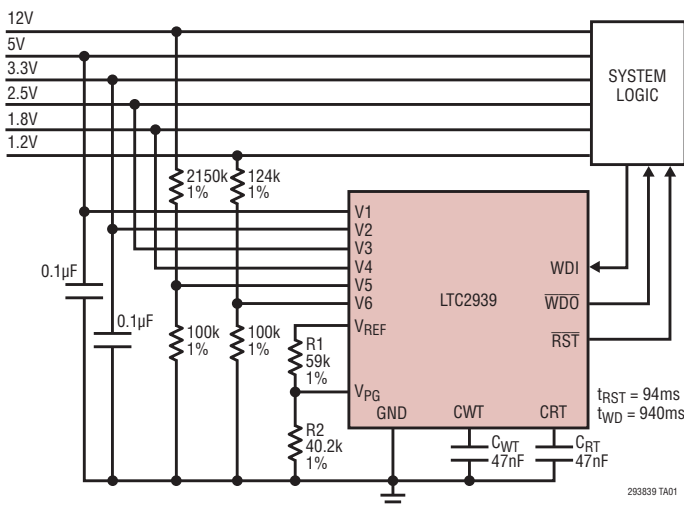 12V
5V
3.3V
2.5V
1.8V
1.2V
SYSTEM
LOGIC
2150k
1%
124k
1%
V1
V2
V3
V4
V5
V6
VREF
VPG
GND
CWT
CRT
WDI
WDO
RST
LTC2939
0.1µF
0.1µF
100k
1%
100k
1%
R1
59k
1%
R2
40.2k
1%
CWT
47nF
CRT
47nF
tRST = 94ms
tWD = 940ms
293839 TA01